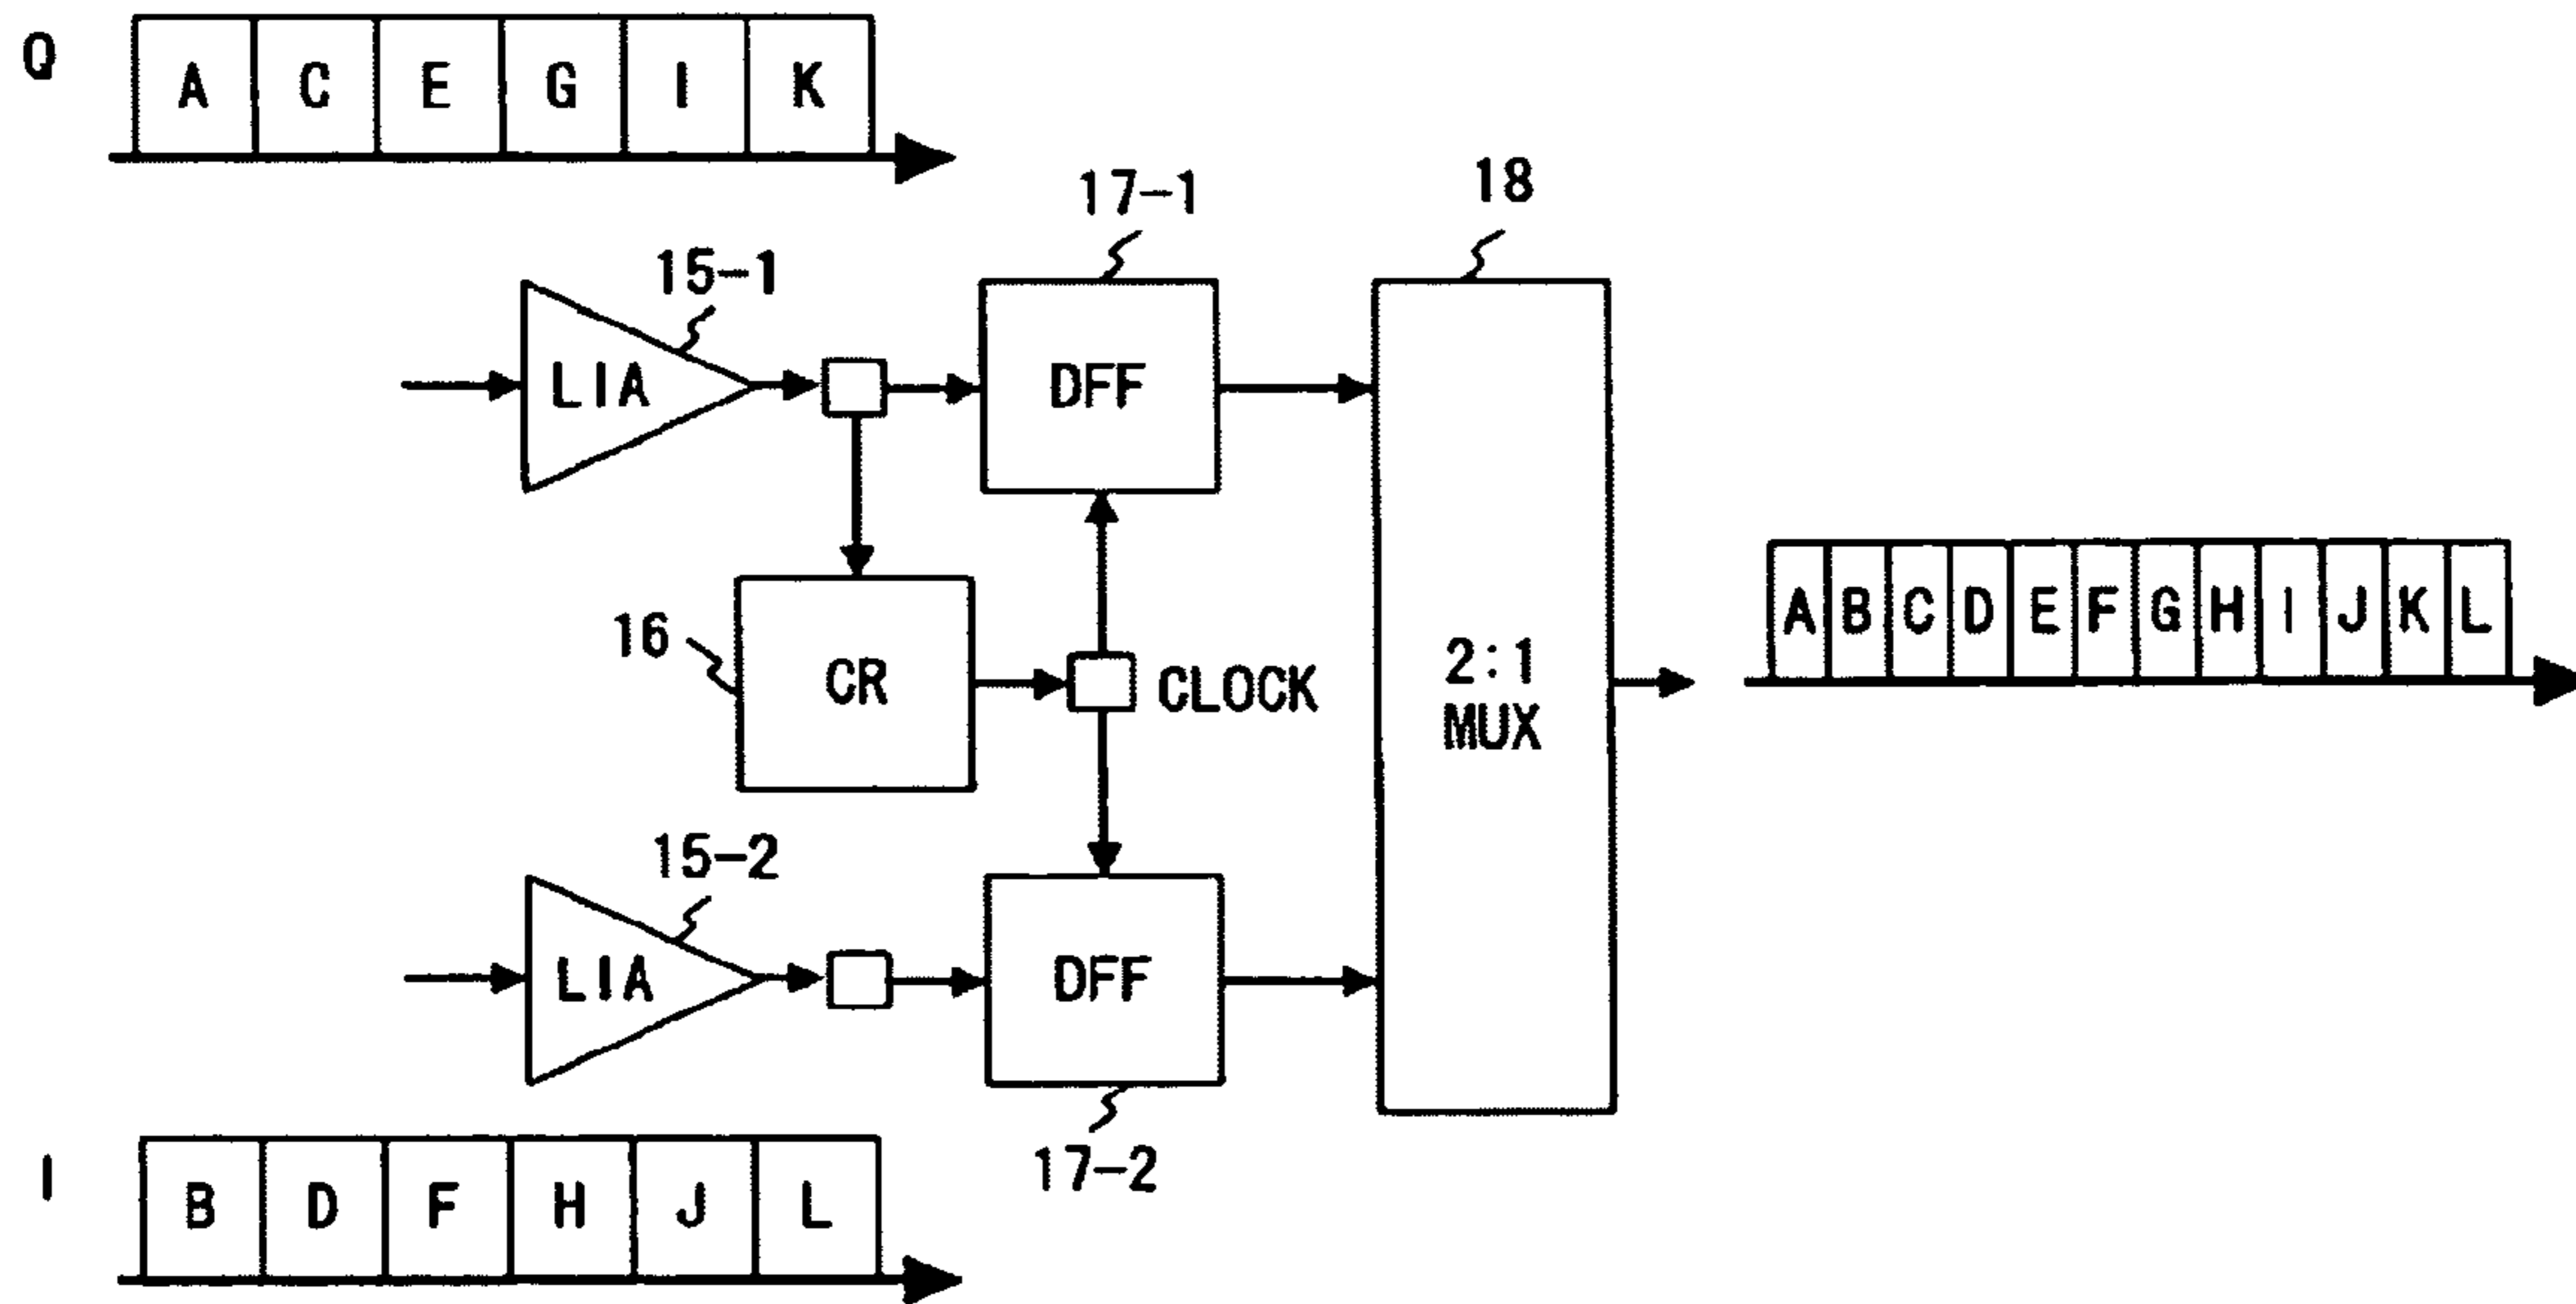 Q
A C E G I K
17-1
18
15-1
LIA
DFF
A B C D E F G H I J K L
16
CR
CLOCK
2:1
MUX
15-2
LIA
DFF
17-2
I
B D F H J L